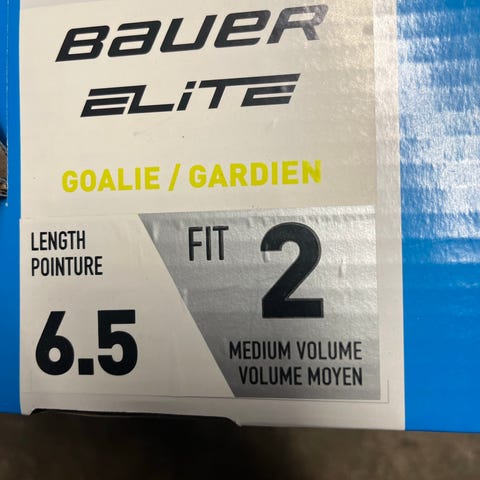 BAUER
ELITE
GOALIE / GARDIEN
LENGTH
POINTURE
6.5
FIT 2
MEDIUM VOLUME
VOLUME MOYEN